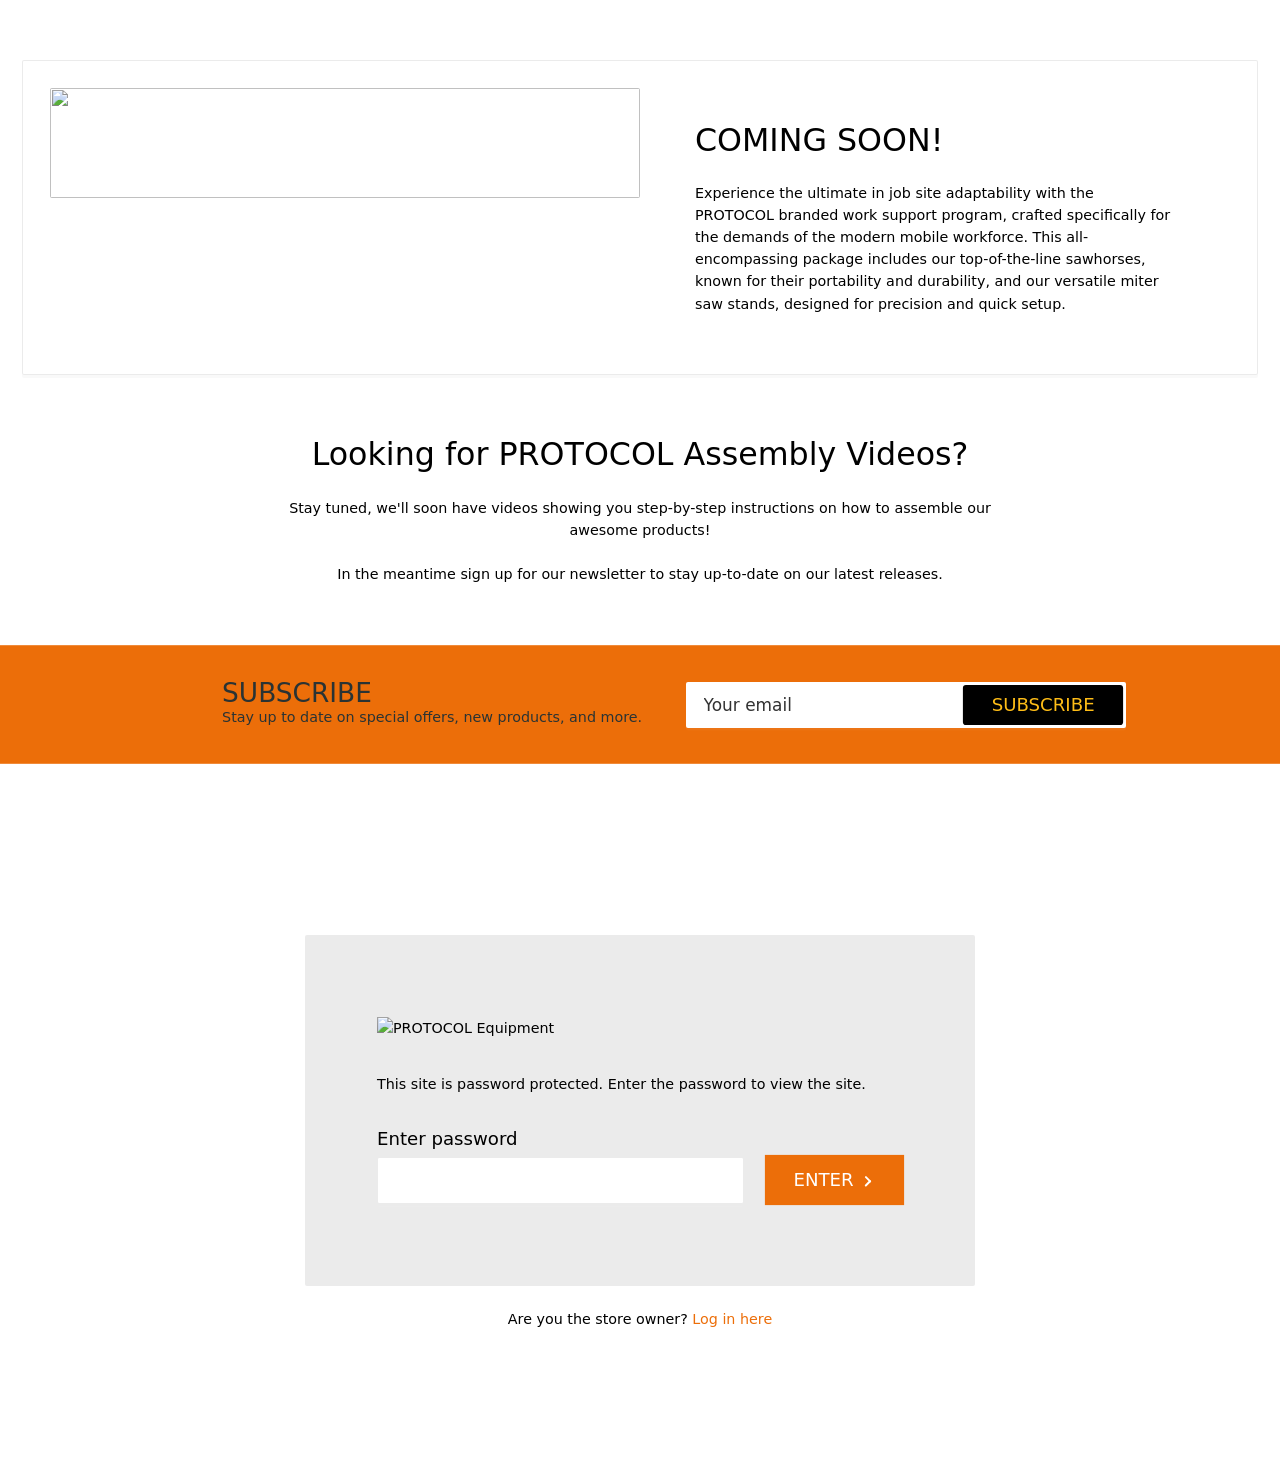 COMING SOON!
Experience the ultimate in job site adaptability with the
PROTOCOL branded work support program, crafted specifically for
the demands of the modern mobile workforce. This all-
encompassing package includes our top-of-the-line sawhorses,
known for their portability and durability, and our versatile miter
saw stands, designed for precision and quick setup.
Looking for PROTOCOL Assembly Videos?
Stay tuned, we'll soon have videos showing you step-by-step instructions on how to assemble our
awesome products!
In the meantime sign up for our newsletter to stay up-to-date on our latest releases.
SUBSCRIBE
Stay up to date on special offers, new products, and more.
Your email
SUBSCRIBE
PROTOCOL Equipment
This site is password protected. Enter the password to view the site.
Enter password
ENTER
Are you the store owner? Log in here